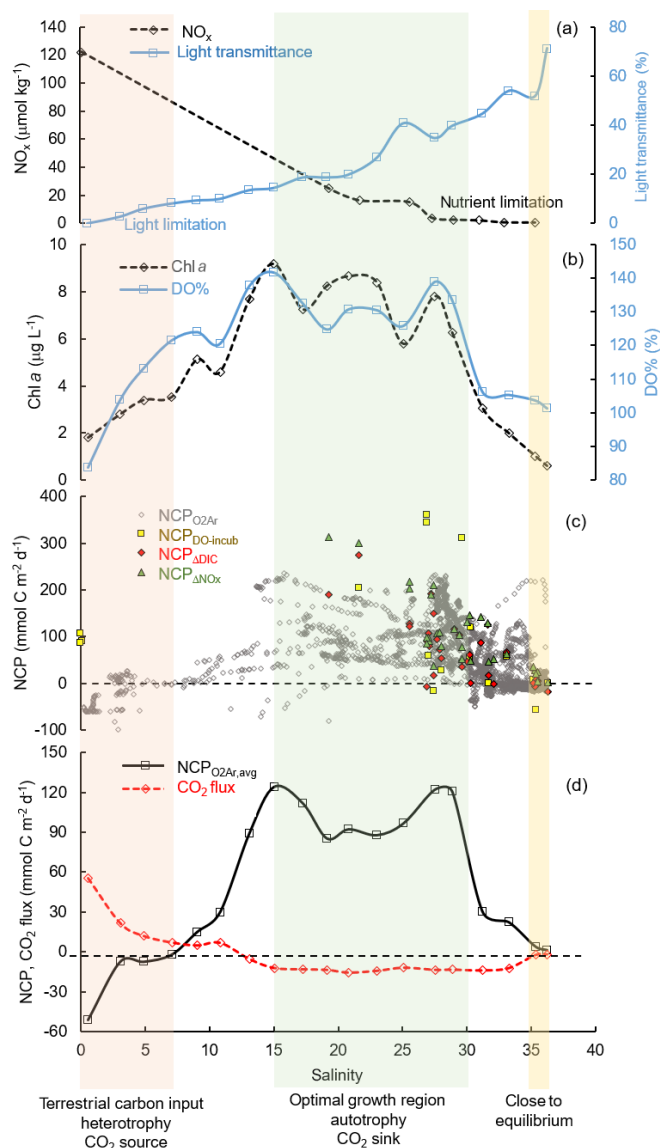 140
120
100
80
60
40
20
0
NOx (μmol kg-1)
NOx
Light transmittance
(a)
Light limitation
Nutrient limitation
80
60
40
20
0
Light transmittance (%)
10
8
6
4
2
0
Chl a (μg L-1)
Chl a
DO%
(b)
150
140
130
120
110
100
90
80
DO% (%)
400
300
200
100
0
-100
NCP (mmol C m-2 d-1)
NCPO2Ar
NCPDO-incub
NCPΔDIC
NCPΔNOx
(c)
150
120
90
60
30
0
-30
-60
NCP, CO2 flux (mmol C m-2 d-1)
NCPO2Ar,avg
CO2 flux
(d)
0 5 10 15 20 25 30 35 40
Salinity
Terrestrial carbon input
heterotrophy
CO2 source
Optimal growth region
autotrophy
CO2 sink
Close to
equilibrium